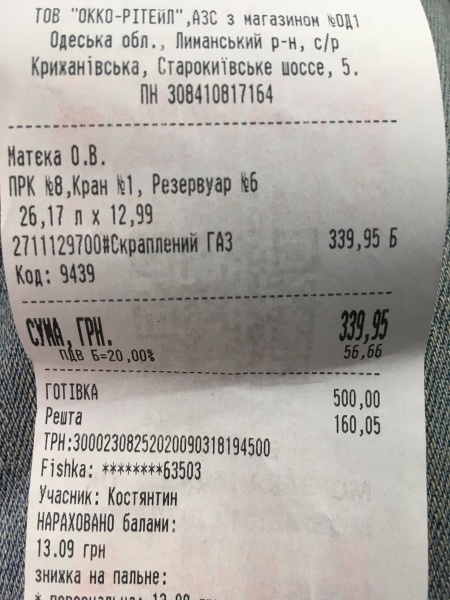 ТОВ "ОККО-РІТЕйЛ",АЗС з магазином №ОД1
Одеська обл., Лиманський р-н, с/р
Крижанівська, Старокиївське шоссе, 5.
ПН 308410817164
Матєка О.В.
ПРК №8,Кран №1, Резервуар №6
26,17 л х 12,99
2711129700#Скраплений ГАЗ 339,95 Б
Код: 9439
СУМА, ГРН. 339,95
ПДВ Б=20,00% 56,66
ГОТІВКА 500,00
Решта 160,05
ТРН:30002308252020090318194500
Fishka: ********63503
Учасник: Костянтин
НАРАХОВАНО балами:
13.09 грн
знижка на пальне: